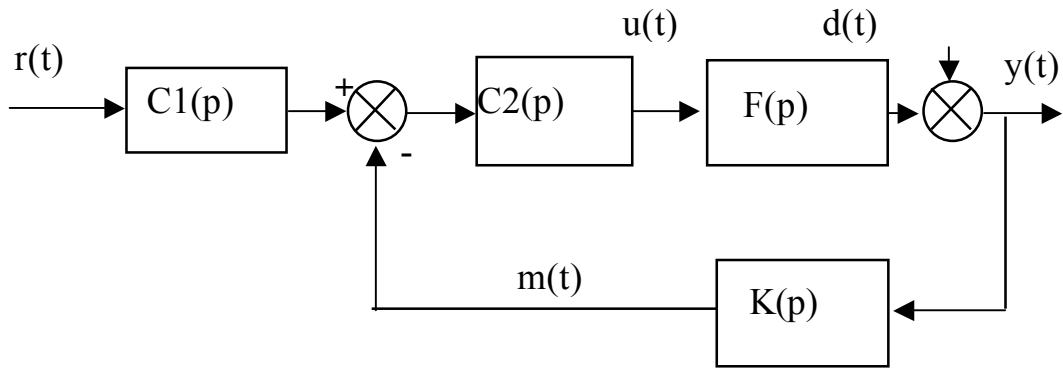 u(t)
d(t)
r(t)
y(t)
C1(p)
+
C2(p)
F(p)
-
m(t)
K(p)